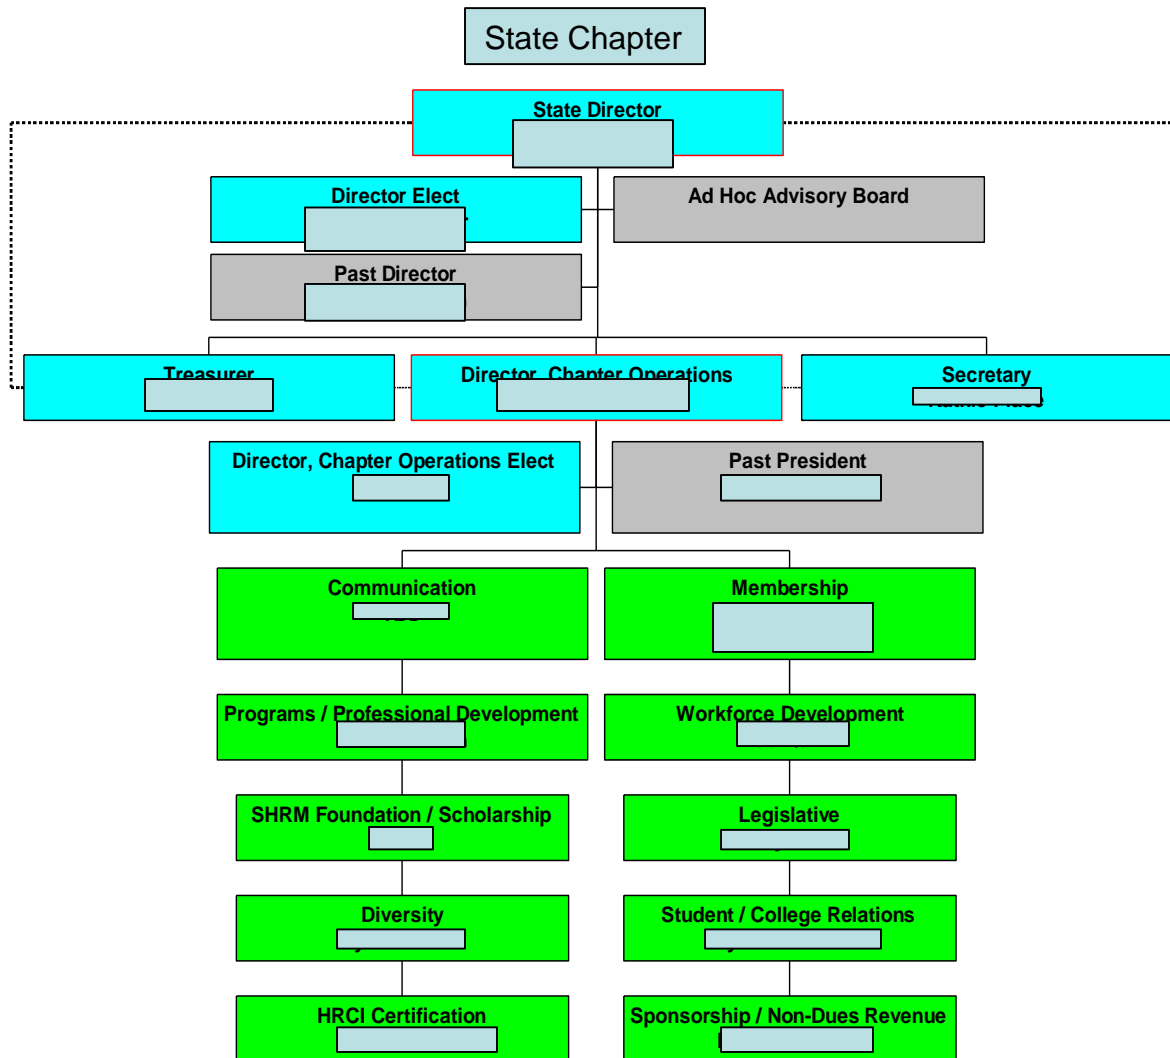 State Chapter
State Director
Director Elect
Ad Hoc Advisory Board
Past Director
Treasurer
Director, Chapter Operations
Secretary
Director, Chapter Operations Elect
Past President
Communication
Membership
Programs / Professional Development
Workforce Development
SHRM Foundation / Scholarship
Legislative
Diversity
Student / College Relations
HRCI Certification
Sponsorship / Non-Dues Revenue